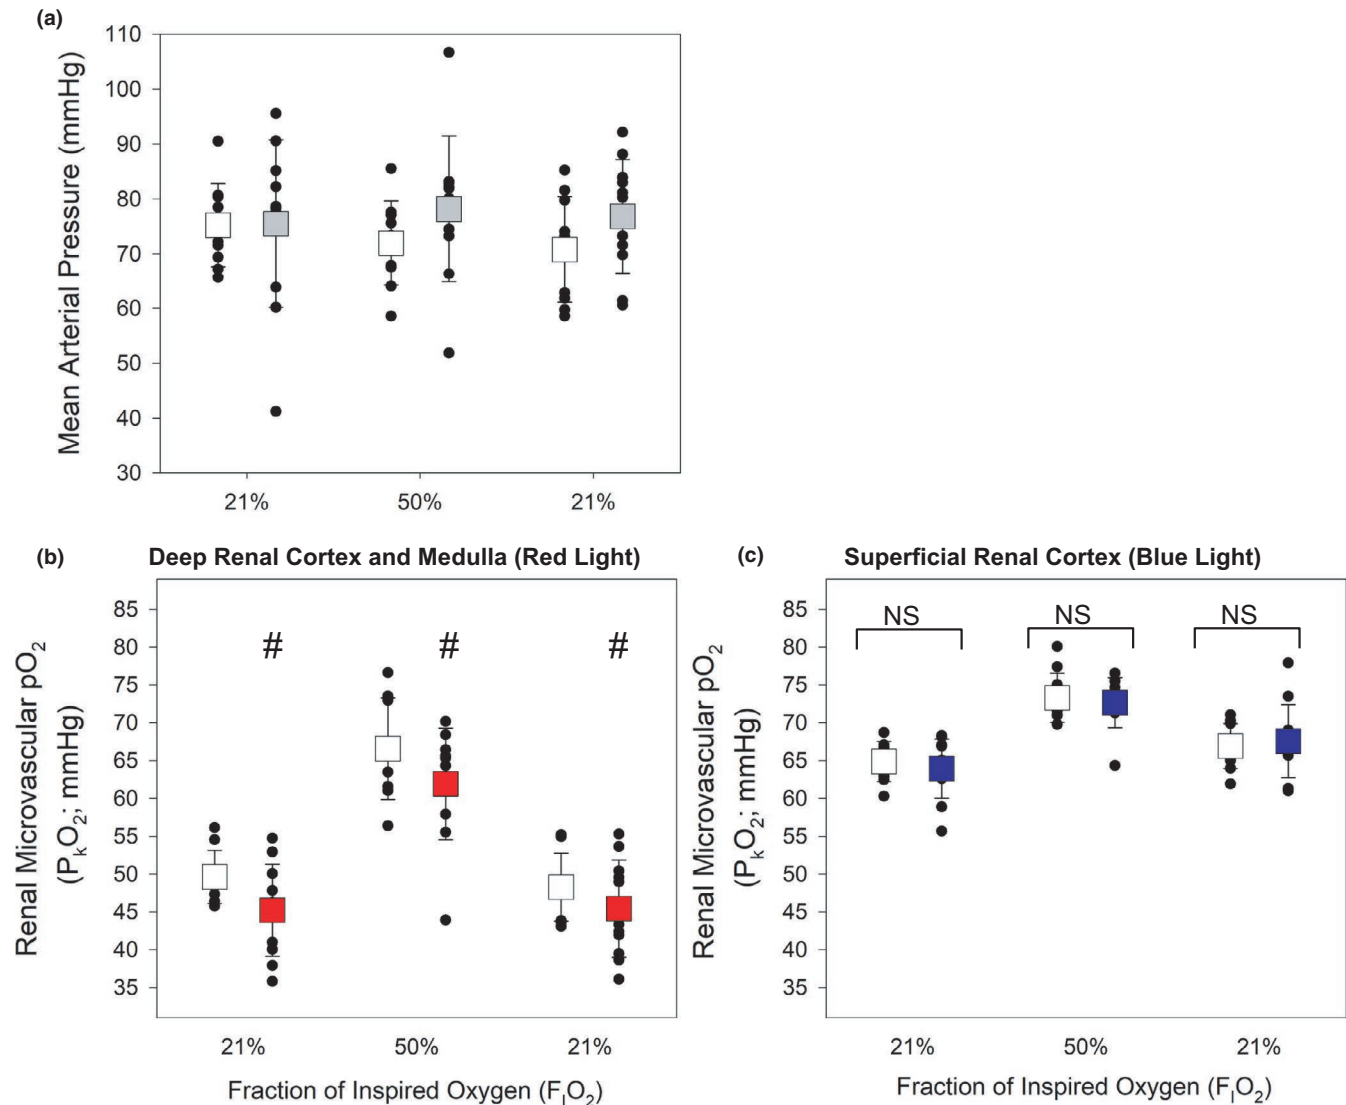 (a)
Mean Arterial Pressure (mmHg)
110
100
90
80
70
60
50
40
30
21%
50%
21%
(b)
Deep Renal Cortex and Medulla (Red Light)
Renal Microvascular pO2
(PkO2; mmHg)
85
80
75
70
65
60
55
50
45
40
35
#
#
#
21%
50%
21%
Fraction of Inspired Oxygen (FIO2)
(c)
Superficial Renal Cortex (Blue Light)
Renal Microvascular pO2
(PkO2; mmHg)
85
80
75
70
65
60
55
50
45
40
35
NS
NS
NS
21%
50%
21%
Fraction of Inspired Oxygen (FIO2)